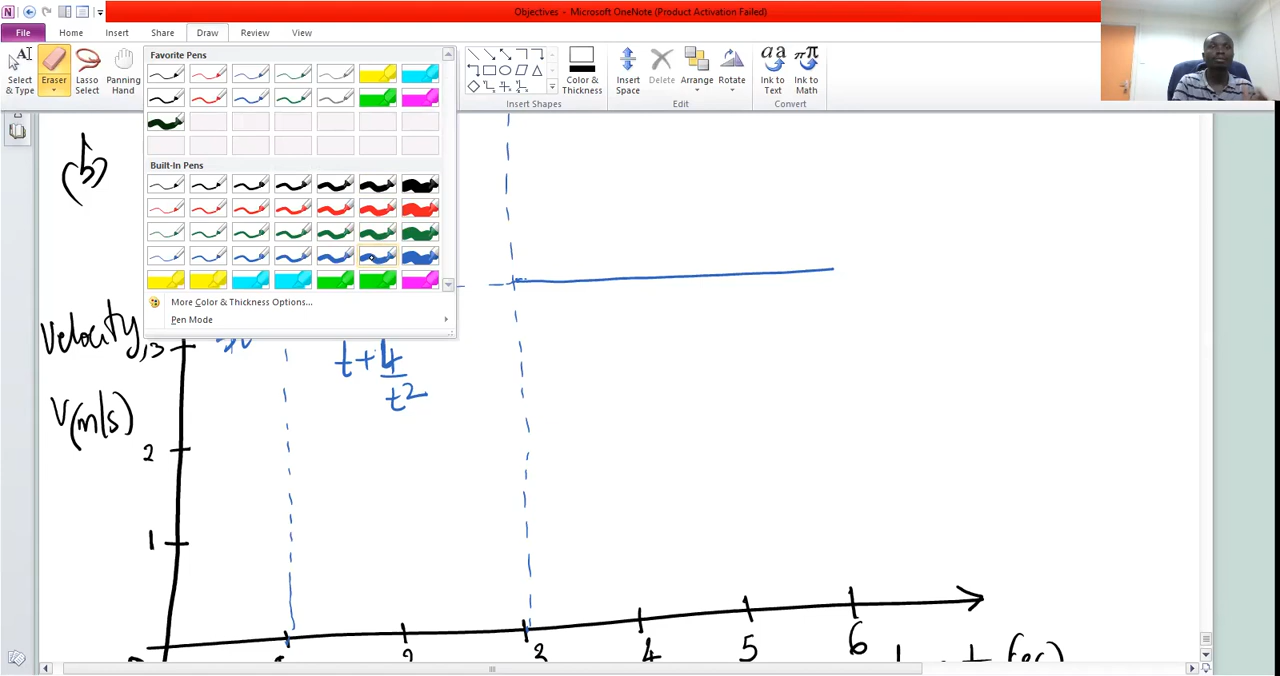 Objectives - Microsoft OneNote (Product Activation Failed)
File Home Insert Share Draw Review View
Select & Type
Eraser
Lasso Select
Panning Hand
Favorite Pens
Built-In Pens
More Color & Thickness Options...
Pen Mode
Color & Thickness
Insert Shapes
Insert Space
Delete
Arrange
Rotate
Edit
Ink to Text
Ink to Math
Convert
(b)
Velocity,
V(m/s)
3
2
1
t+4
t2
2 3 4 5 6